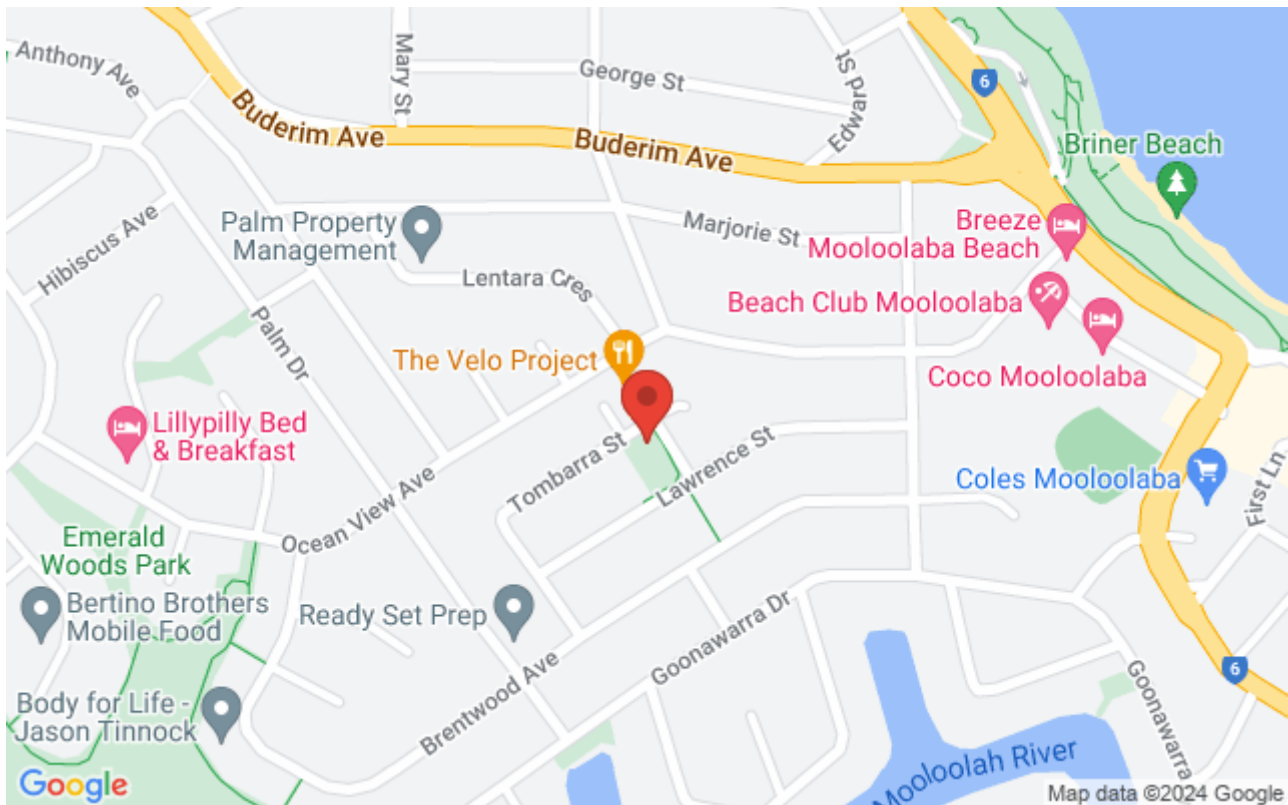 Anthony Ave
Mary St
George St
Edward St
6
Buderim Ave
Buderim Ave
Briner Beach
Hibiscus Ave
Palm Property
Management
Marjorie St
Breeze
Mooloolaba Beach
Lentara Cres
Beach Club Mooloolaba
Palm Dr
The Velo Project
Coco Mooloolaba
Lillypilly Bed
& Breakfast
Tombarra St
Lawrence St
Coles Mooloolaba
First Ln
Ocean View Ave
Emerald
Woods Park
Bertino Brothers
Mobile Food
Ready Set Prep
Goonawarra Dr
Brentwood Ave
6
Goonawarra
Body for Life -
Jason Tinnock
Mooloolah River
Google
Map data ©2024 Google